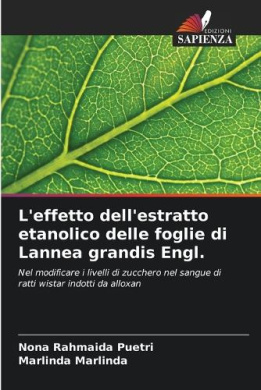 EDIZIONI
SAPIENZA
L'effetto dell'estratto
etanolico delle foglie di
Lannea grandis Engl.
Nel modificare i livelli di zucchero nel sangue di
ratti wistar indotti da alloxan
Nona Rahmaida Puetri
Marlinda Marlinda